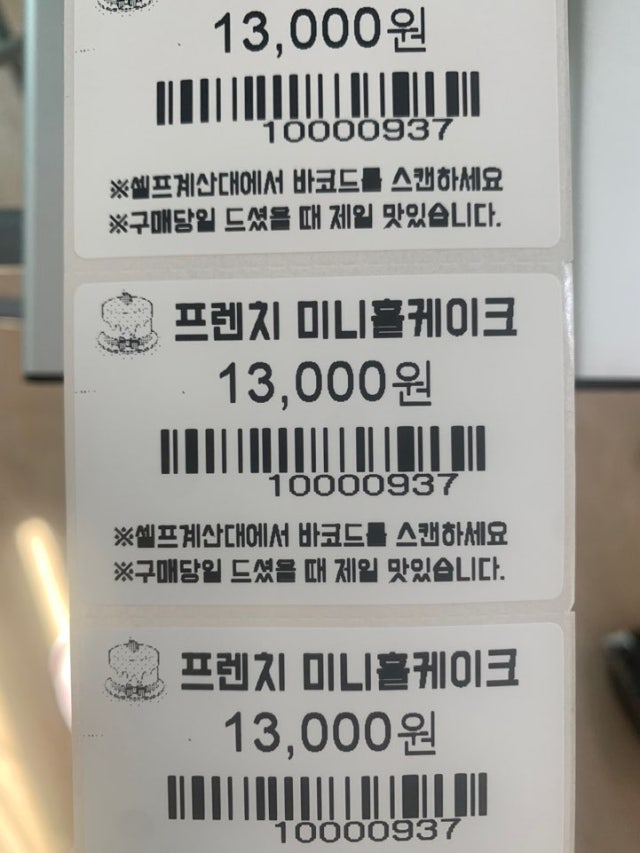 13,000원
10000937
※셀프계산대에서 바코드를 스캔하세요
※구매당일 드셨을 때 제일 맛있습니다.
프렌치 미니홀케이크
13,000원
10000937
※셀프계산대에서 바코드를 스캔하세요
※구매당일 드셨을 때 제일 맛있습니다.
프렌치 미니홀케이크
13,000원
10000937